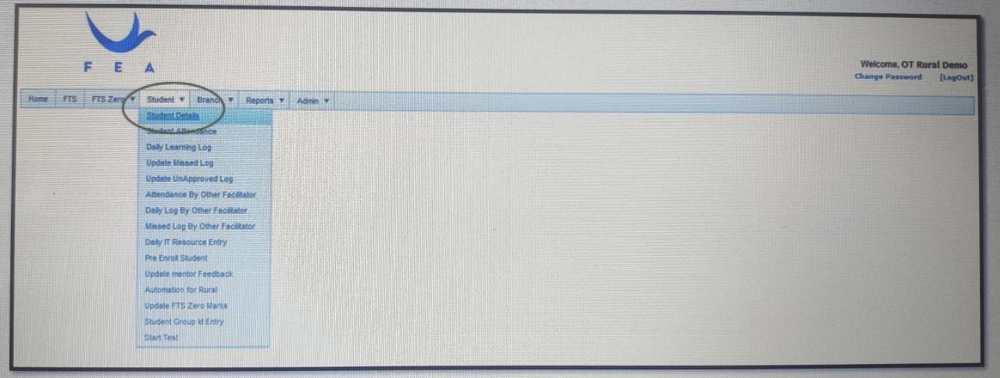 F E A
Welcome, OT Rural Demo
Change Password [LogOut]
Home FTS FTS Zero Student Branch Reports Admin
Student Details
Student Attendance
Daily Learning Log
Update Missed Log
Update UnApproved Log
Attendance By Other Facilitator
Daily Log By Other Facilitator
Missed Log By Other Facilitator
Daily IT Resource Entry
Pre Enroll Student
Update mentor Feedback
Automation for Rural
Update FTS Zero Marks
Student Group Id Entry
Start Test